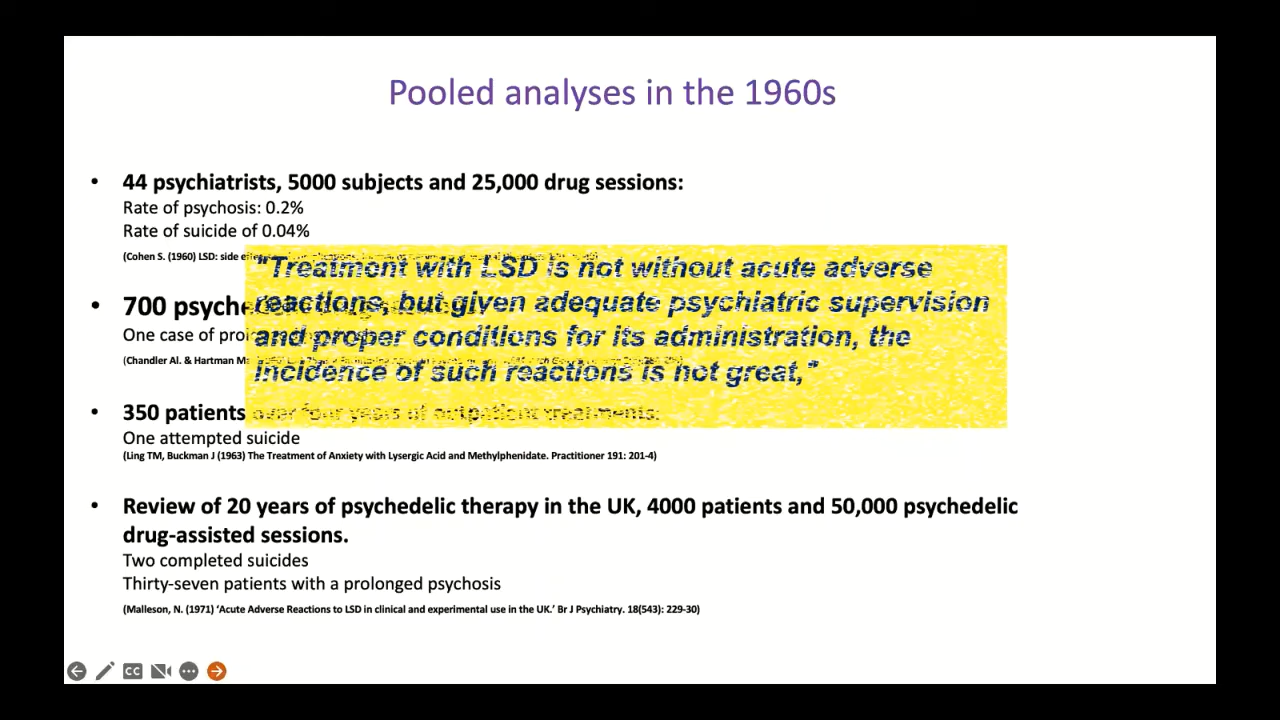 Pooled analyses in the 1960s
• 44 psychiatrists, 5000 subjects and 25,000 drug sessions:
Rate of psychosis: 0.2%
Rate of suicide of 0.04%
(Cohen S. (1960) LSD: side
"Treatment with LSD is not without acute adverse
reactions, but given adequate psychiatric supervision
and proper conditions for its administration, the
incidence of such reactions is not great,"
• 700
One case of
(Chandler Al. & Hartman
• 350 patients over four years of outpatient treatments:
One attempted suicide
(Ling TM, Buckman J (1963) The Treatment of Anxiety with Lysergic Acid and Methylphenidate. Practitioner 191: 201-4)
• Review of 20 years of psychedelic therapy in the UK, 4000 patients and 50,000 psychedelic
drug-assisted sessions.
Two completed suicides
Thirty-seven patients with a prolonged psychosis
(Malleson, N. (1971) ‘Acute Adverse Reactions to LSD in clinical and experimental use in the UK.’ Br J Psychiatry. 18(543): 229-30)
CC